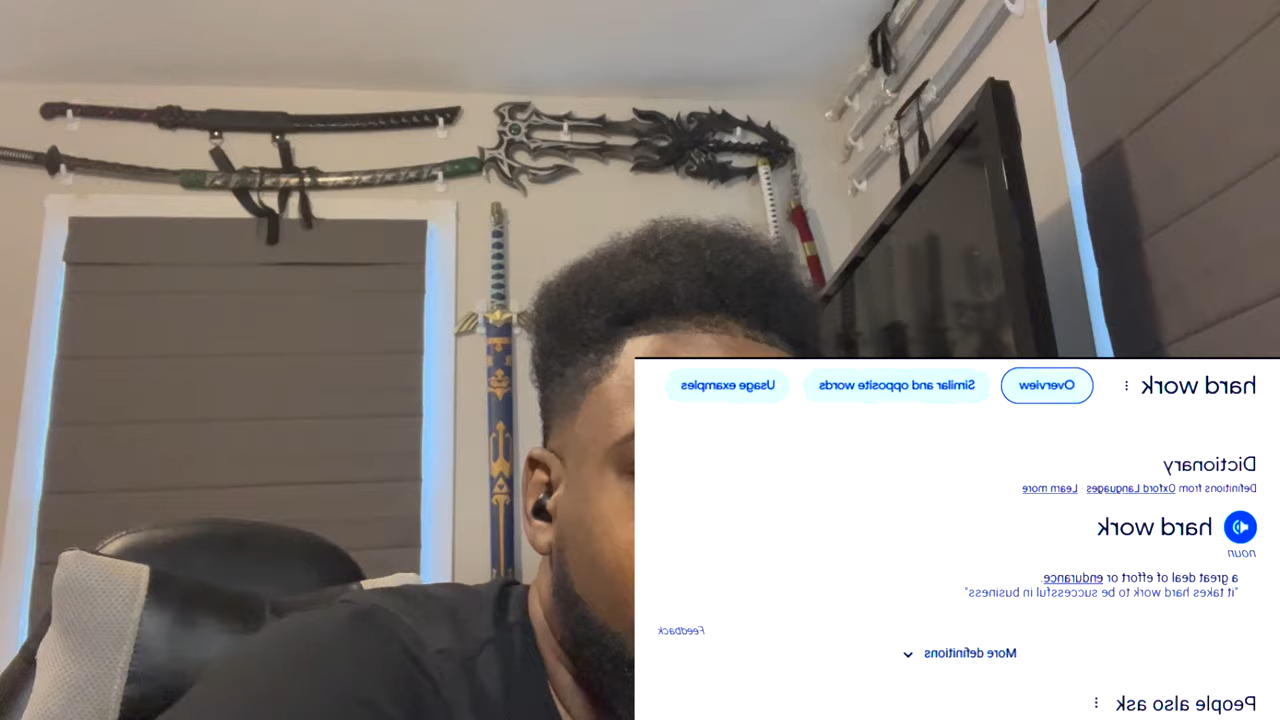 hard work
Overview
Similar and opposite words
Usage examples
Dictionary
Definitions from Oxford Languages Learn more
hard work
noun
a great deal of effort or endurance.
"it takes hard work to be successful in business"
Feedback
More definitions
People also ask